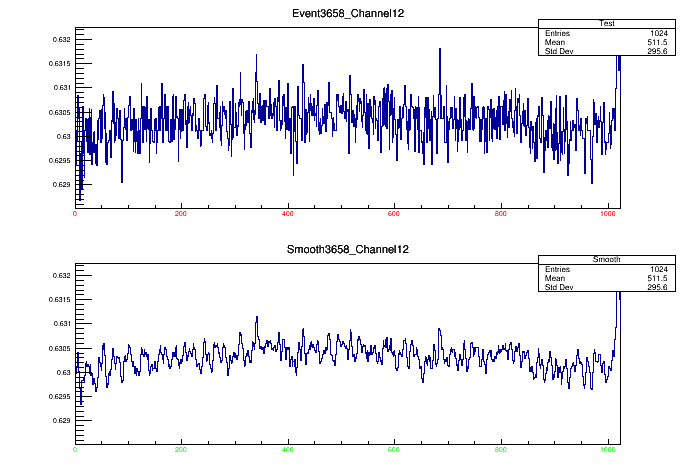 Event3658_Channel12
Test
Entries 1024
Mean 511.5
Std Dev 295.6
0.632
0.6315
0.631
0.6305
0.63
0.6295
0.629
0 200 400 600 800 1000
Smooth3658_Channel12
Smooth
Entries 1024
Mean 511.5
Std Dev 295.6
0.632
0.6315
0.631
0.6305
0.63
0.6295
0.629
0 200 400 600 800 1000